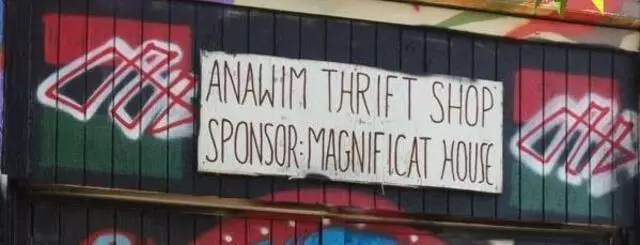 ANAWIM THRIFT SHOP
SPONSOR: MAGNIFICAT HOUSE